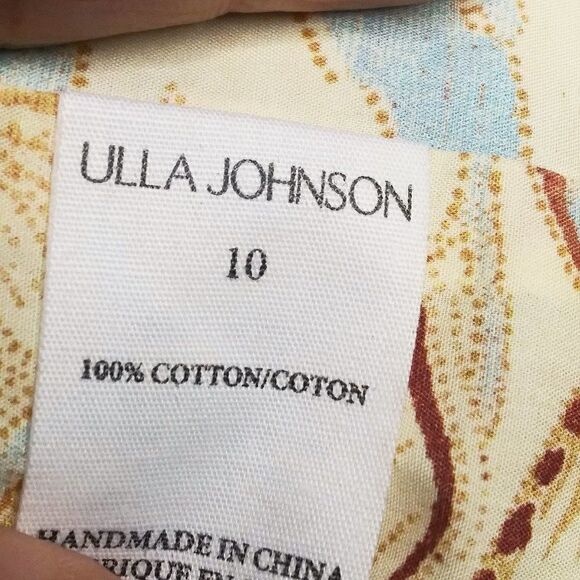 ULLA JOHNSON
10
100% COTTON/COTON
HANDMADE IN CHINA